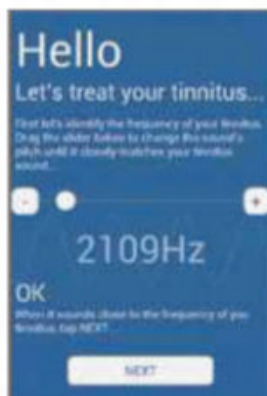 Hello
Let's treat your tinnitus...
First let's identify the frequency of your tinnitus.
Drag the slider below to change the sound's
pitch until it closely matches your tinnitus
sound...
-
+
2109Hz
OK
When it sounds close to the frequency of you
tinnitus, tap NEXT
NEXT